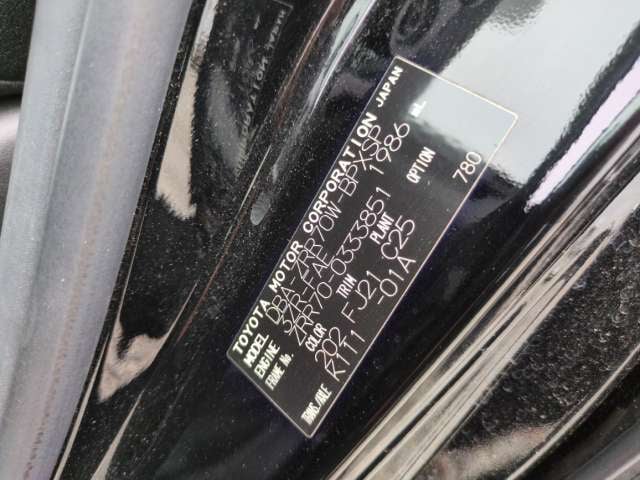 TOYOTA MOTOR CORPORATION JAPAN
MODEL DBA-ZRR70W-BPXSP
ENGINE 3ZR-FAE 1986 mL
FRAME No. ZRR70-0333851
COLOR TRIM PLANT OPTION
202 FJ21 C25 780
TRANS/AXLE K111 -01A